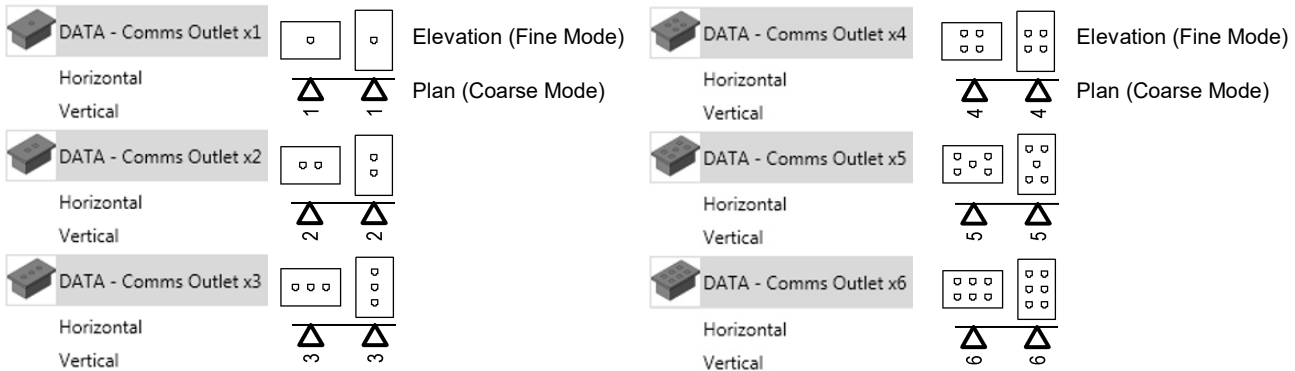 DATA - Comms Outlet x1
Elevation (Fine Mode)
Horizontal
Plan (Coarse Mode)
1 1
Vertical
DATA - Comms Outlet x2
Horizontal
2 2
Vertical
DATA - Comms Outlet x3
Horizontal
3 3
Vertical
DATA - Comms Outlet x4
Elevation (Fine Mode)
Horizontal
Plan (Coarse Mode)
4 4
Vertical
DATA - Comms Outlet x5
Horizontal
5 5
Vertical
DATA - Comms Outlet x6
Horizontal
6 6
Vertical